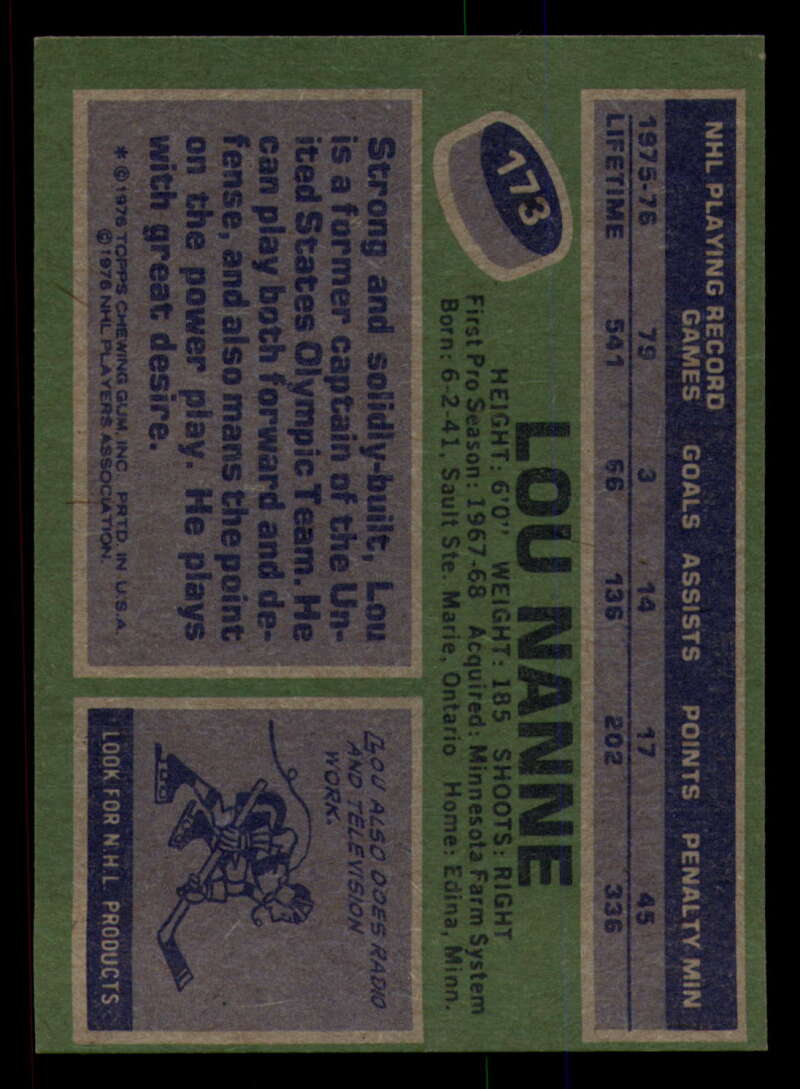 NHL PLAYING RECORD
GAMES GOALS ASSISTS POINTS PENALTY MIN
1975-76 79 3 14 17 45
LIFETIME 541 66 136 202 336
173
LOU NANNE
HEIGHT: 6'0" WEIGHT: 185 SHOOTS: RIGHT
First Pro Season: 1967-68 Acquired: Minnesota Farm System
Born: 6-2-41, Sault Ste. Marie, Ontario Home: Edina, Minn.
Strong and solidly-built, Lou
is a former captain of the Un-
ited States Olympic Team. He
can play both forward and de-
fense, and also mans the point
on the power play. He plays
with great desire.
* © 1976 TOPPS CHEWING GUM, INC. PRTD. IN U.S.A.
© 1976 NHL PLAYERS ASSOCIATION.
LOU ALSO DOES RADIO
AND TELEVISION
WORK.
LOOK FOR NHL PRODUCTS